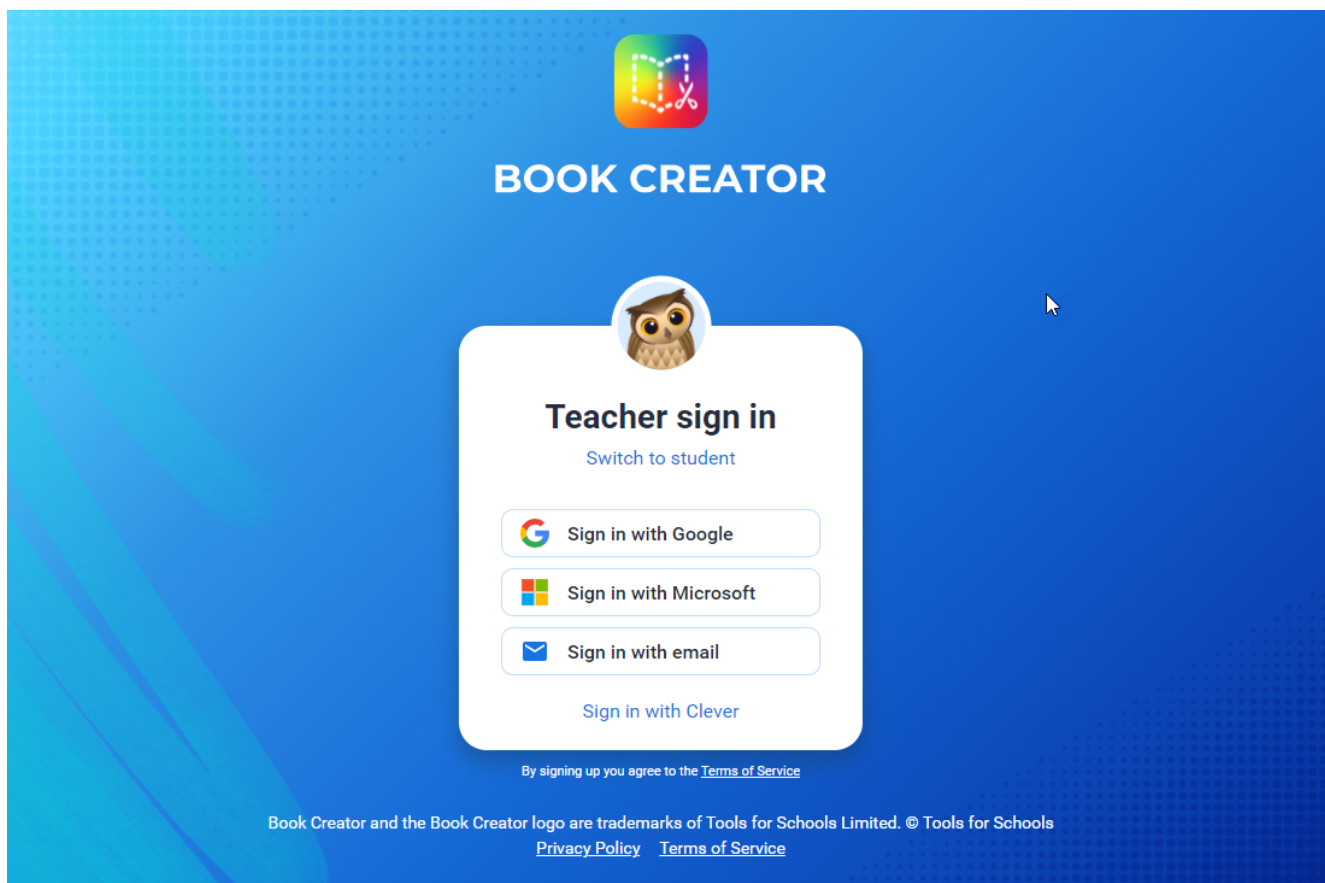 BOOK CREATOR
Teacher sign in
Switch to student
Sign in with Google
Sign in with Microsoft
Sign in with email
Sign in with Clever
By signing up you agree to the Terms of Service
Book Creator and the Book Creator logo are trademarks of Tools for Schools Limited. © Tools for Schools
Privacy Policy Terms of Service